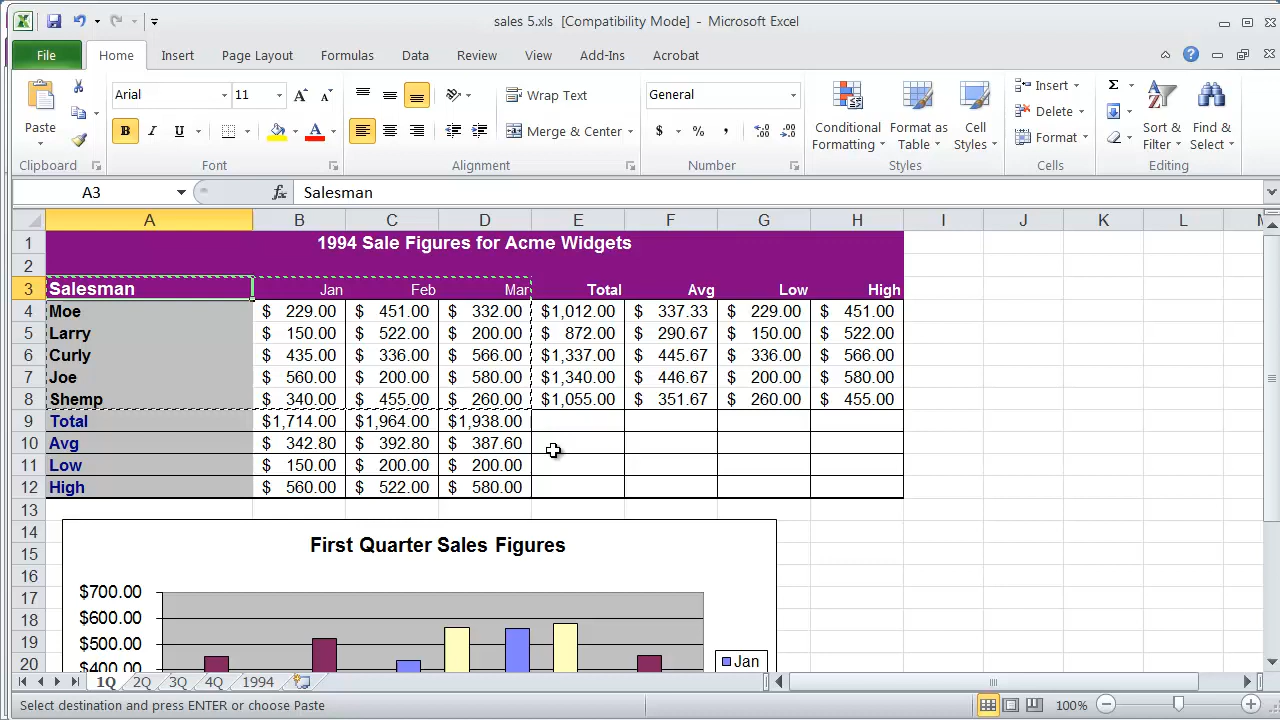 sales 5.xls [Compatibility Mode] - Microsoft Excel
File Home Insert Page Layout Formulas Data Review View Add-Ins Acrobat
Paste
Clipboard
Arial 11
B I U A A A
Font
Wrap Text
Merge & Center
Alignment
General
$ % ,
Number
Conditional Formatting
Format as Table
Cell Styles
Styles
Insert
Delete
Format
Cells
Σ
Sort & Filter
Find & Select
Editing
A3 fx Salesman
A B C D E F G H I J K L M
1 1994 Sale Figures for Acme Widgets
2
3 Salesman Jan Feb Mar Total Avg Low High
4 Moe $ 229.00 $ 451.00 $ 332.00 $1,012.00 $ 337.33 $ 229.00 $ 451.00
5 Larry $ 150.00 $ 522.00 $ 200.00 $ 872.00 $ 290.67 $ 150.00 $ 522.00
6 Curly $ 435.00 $ 336.00 $ 566.00 $1,337.00 $ 445.67 $ 336.00 $ 566.00
7 Joe $ 560.00 $ 200.00 $ 580.00 $1,340.00 $ 446.67 $ 200.00 $ 580.00
8 Shemp $ 340.00 $ 455.00 $ 260.00 $1,055.00 $ 351.67 $ 260.00 $ 455.00
9 Total $1,714.00 $1,964.00 $1,938.00
10 Avg $ 342.80 $ 392.80 $ 387.60
11 Low $ 150.00 $ 200.00 $ 200.00
12 High $ 560.00 $ 522.00 $ 580.00
13
14
15 First Quarter Sales Figures
16
17 $700.00
18 $600.00
19 $500.00
20 $400.00 Jan
1Q 2Q 3Q 4Q 1994
Select destination and press ENTER or choose Paste 100%